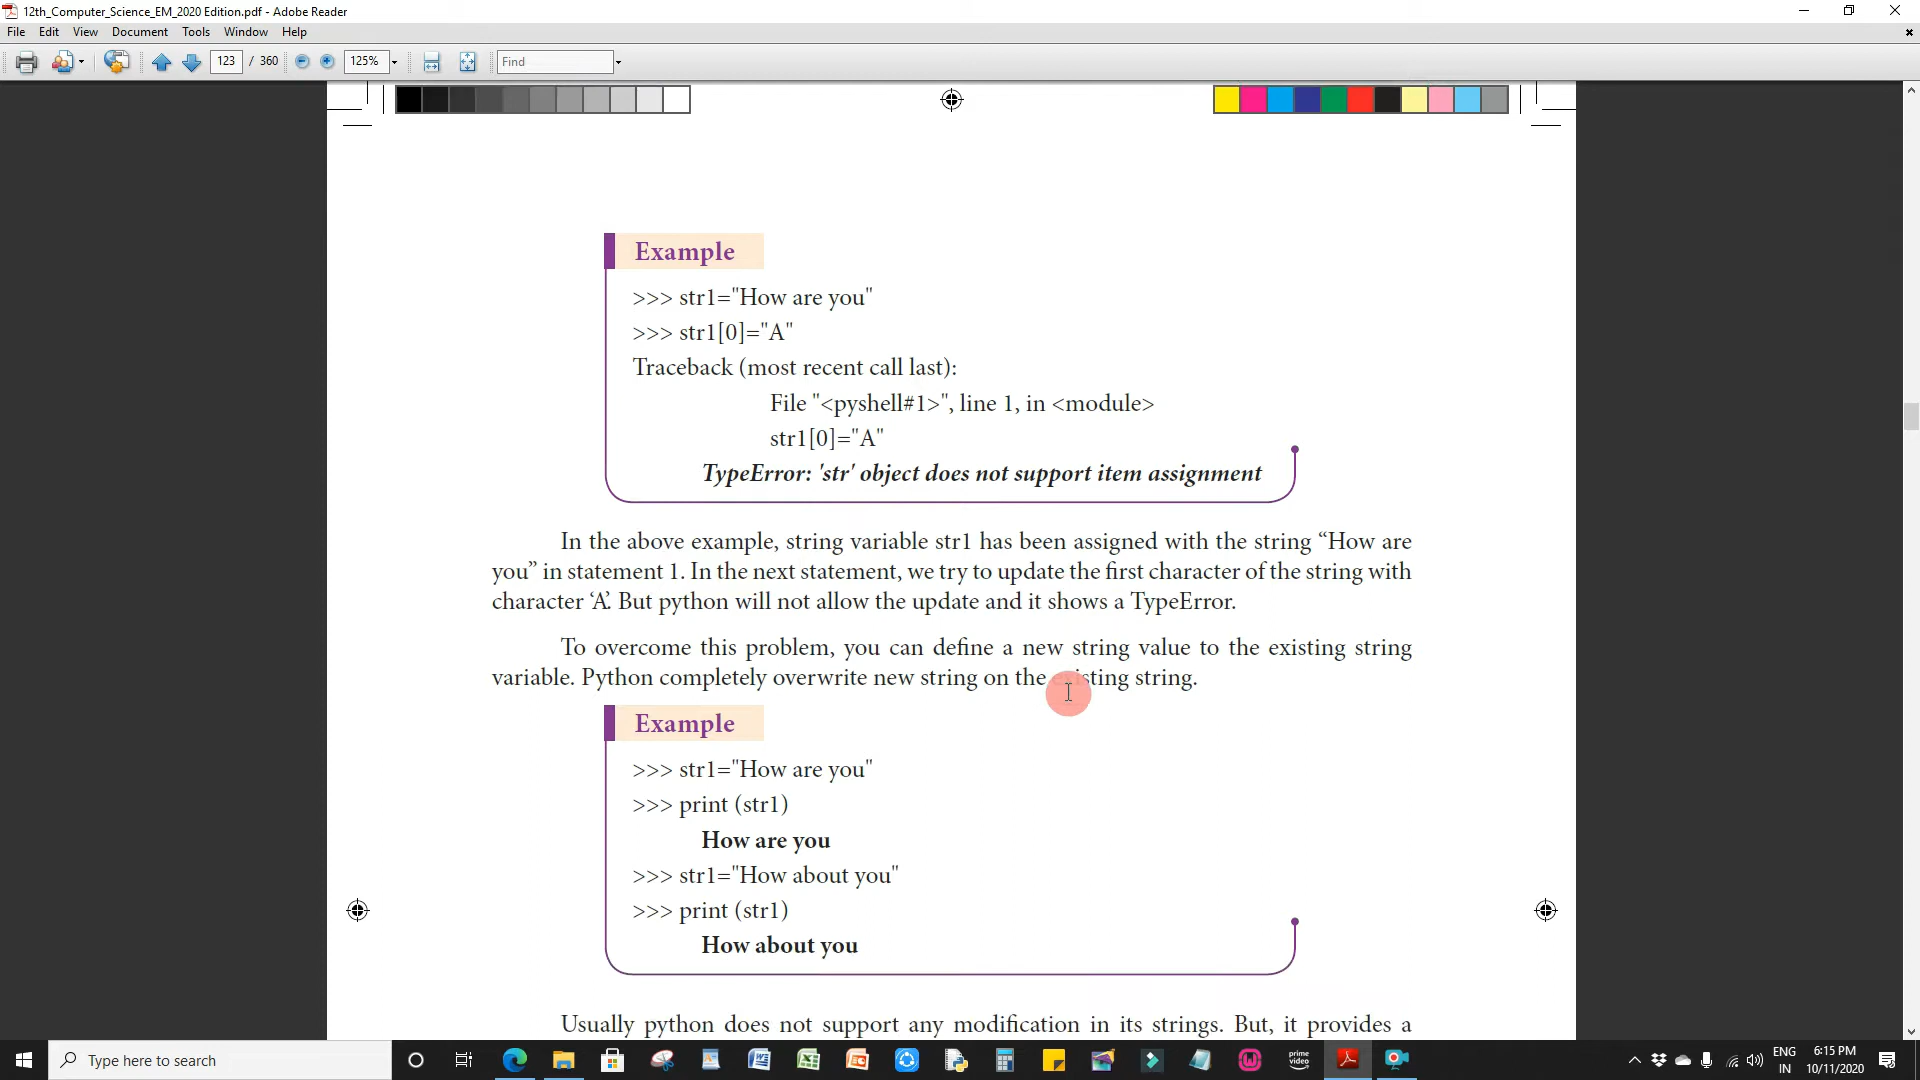 12th_Computer_Science_EM_2020 Edition.pdf - Adobe Reader
File Edit View Document Tools Window Help
123 / 360 125% Find
Example
>>> str1="How are you"
>>> str1[0]="A"
Traceback (most recent call last):
File "<pyshell#1>", line 1, in <module>
str1[0]="A"
TypeError: 'str' object does not support item assignment
In the above example, string variable str1 has been assigned with the string “How are
you” in statement 1. In the next statement, we try to update the first character of the string with
character ‘A’. But python will not allow the update and it shows a TypeError.
To overcome this problem, you can define a new string value to the existing string
variable. Python completely overwrite new string on the existing string.
Example
>>> str1="How are you"
>>> print (str1)
How are you
>>> str1="How about you"
>>> print (str1)
How about you
Usually python does not support any modification in its strings. But, it provides a
Type here to search
prime video
ENG
IN
6:15 PM
10/11/2020